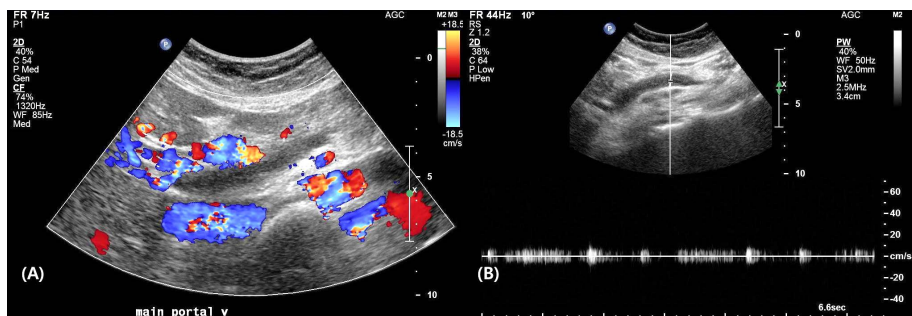 FR 7Hz
P1
2D
40%
C 54
P Med
Gen
CF
74%
1320Hz
WF 85Hz
Med
P
AGC
M2 M3
+18.5
-18.5
cm/s
0
5
X
10
(A)
main portal v
FR 44Hz 10º
RS
Z 1.2
2D
38%
C 64
P Low
HPen
P
AGC
M2
PW
40%
WF 50Hz
SV2.0mm
M3
2.5MHz
3.4cm
0
X
5
10
60
40
20
cm/s
-20
-40
6.6sec
(B)